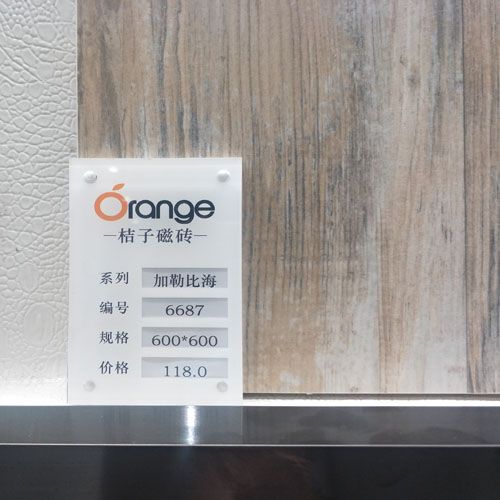 Orange
—桔子磁砖—
系列 加勒比海
编号 6687
规格 600*600
价格 118.0